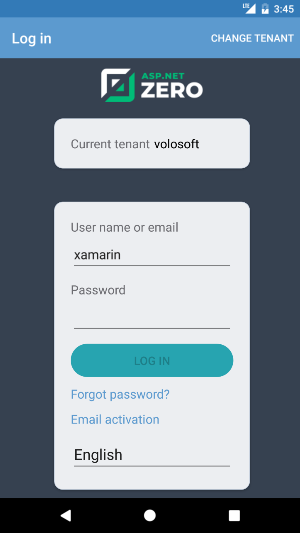 LTE 3:45
Log in CHANGE TENANT
ASP.NET
ZERO
Current tenant volosoft
User name or email
xamarin
Password
LOG IN
Forgot password?
Email activation
English